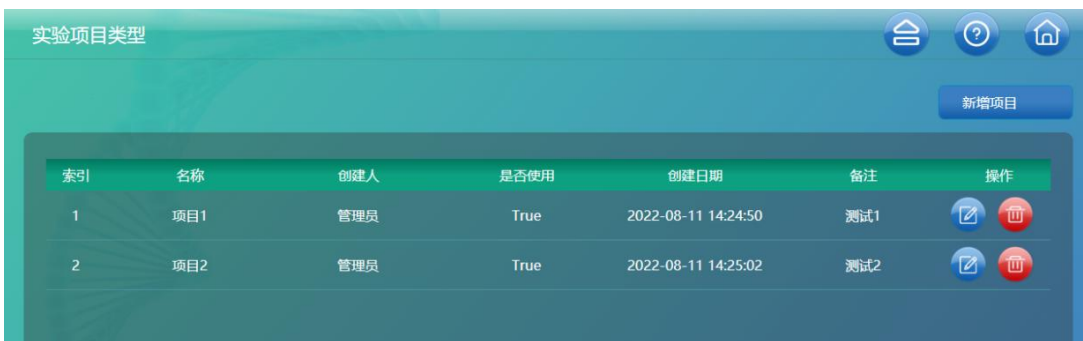 实验项目类型
新增项目
索引 名称 创建人 是否使用 创建日期 备注 操作
1 项目1 管理员 True 2022-08-11 14:24:50 测试1
2 项目2 管理员 True 2022-08-11 14:25:02 测试2